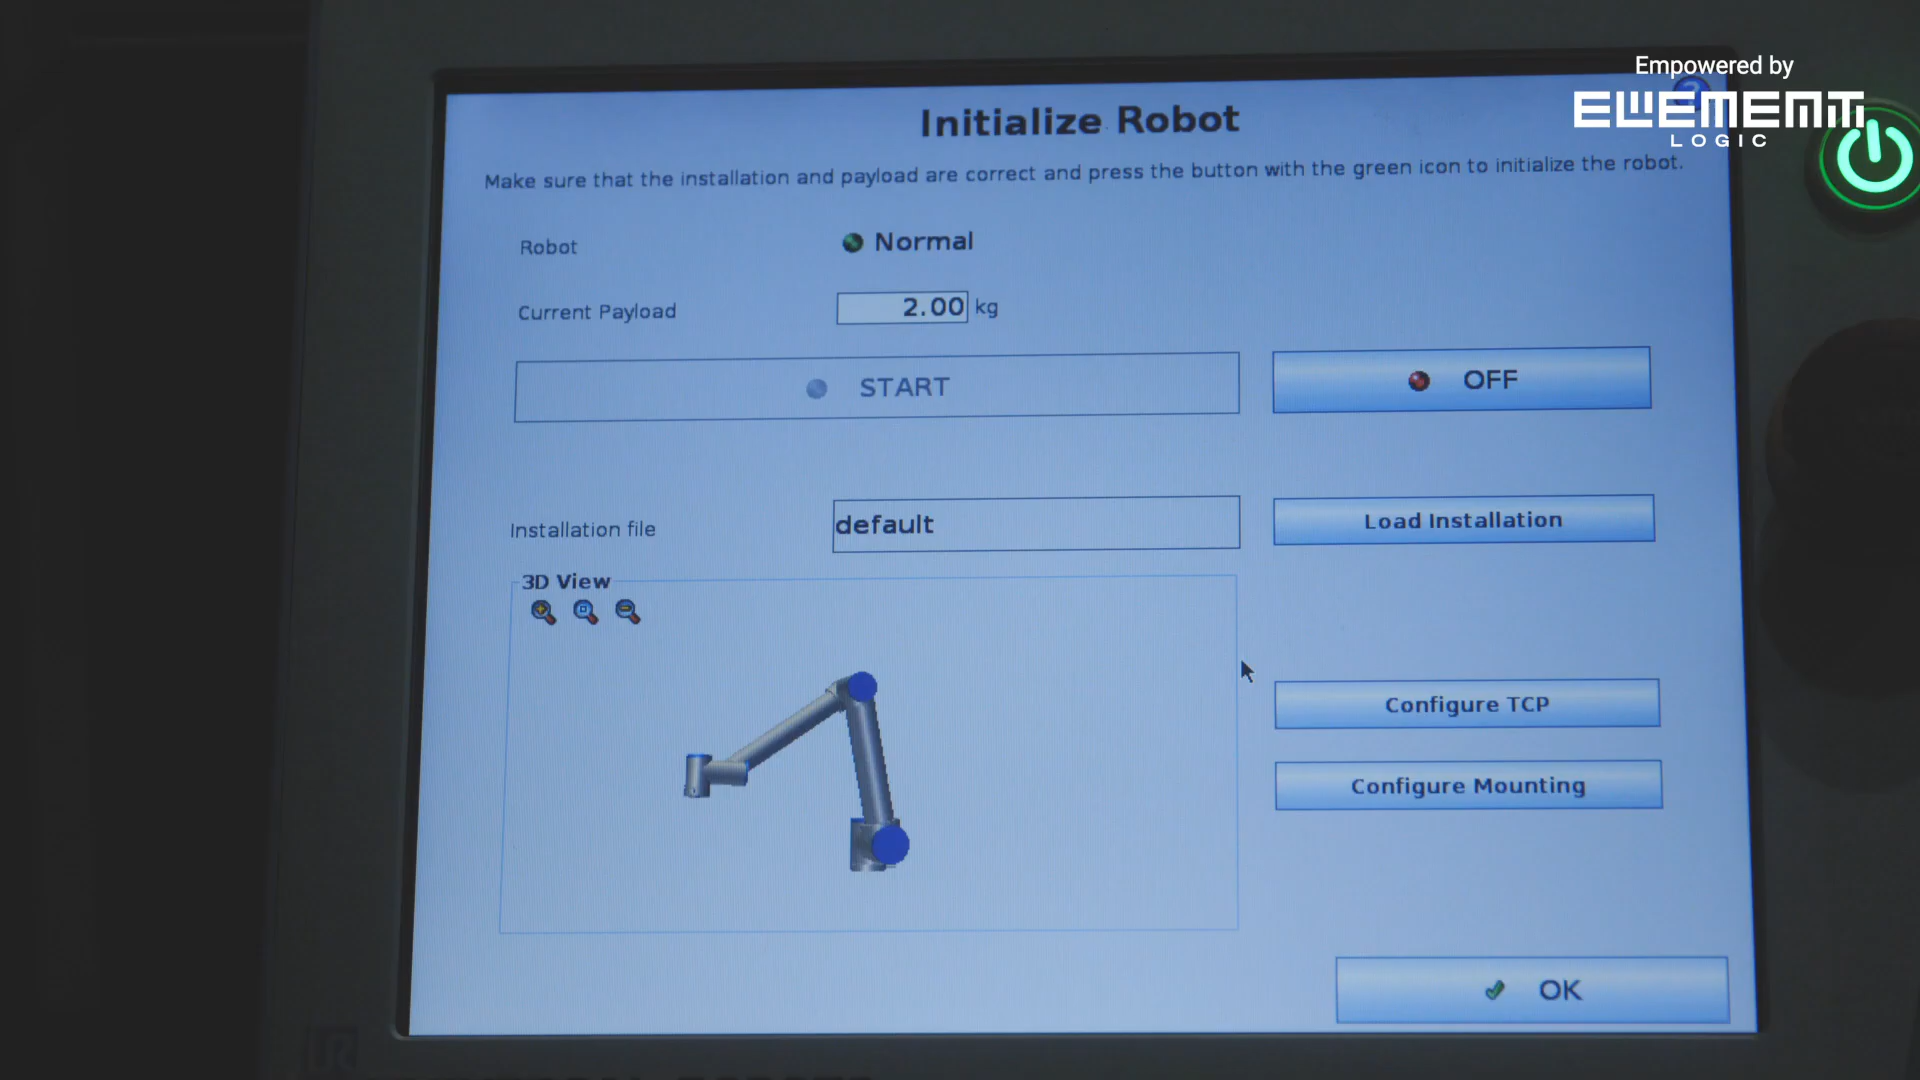 Empowered by
ELEMENT
LOGIC
Initialize Robot
Make sure that the installation and payload are correct and press the button with the green icon to initialize the robot.
Robot
Normal
Current Payload
2.00 kg
START
OFF
Installation file
default
Load Installation
3D View
Configure TCP
Configure Mounting
OK